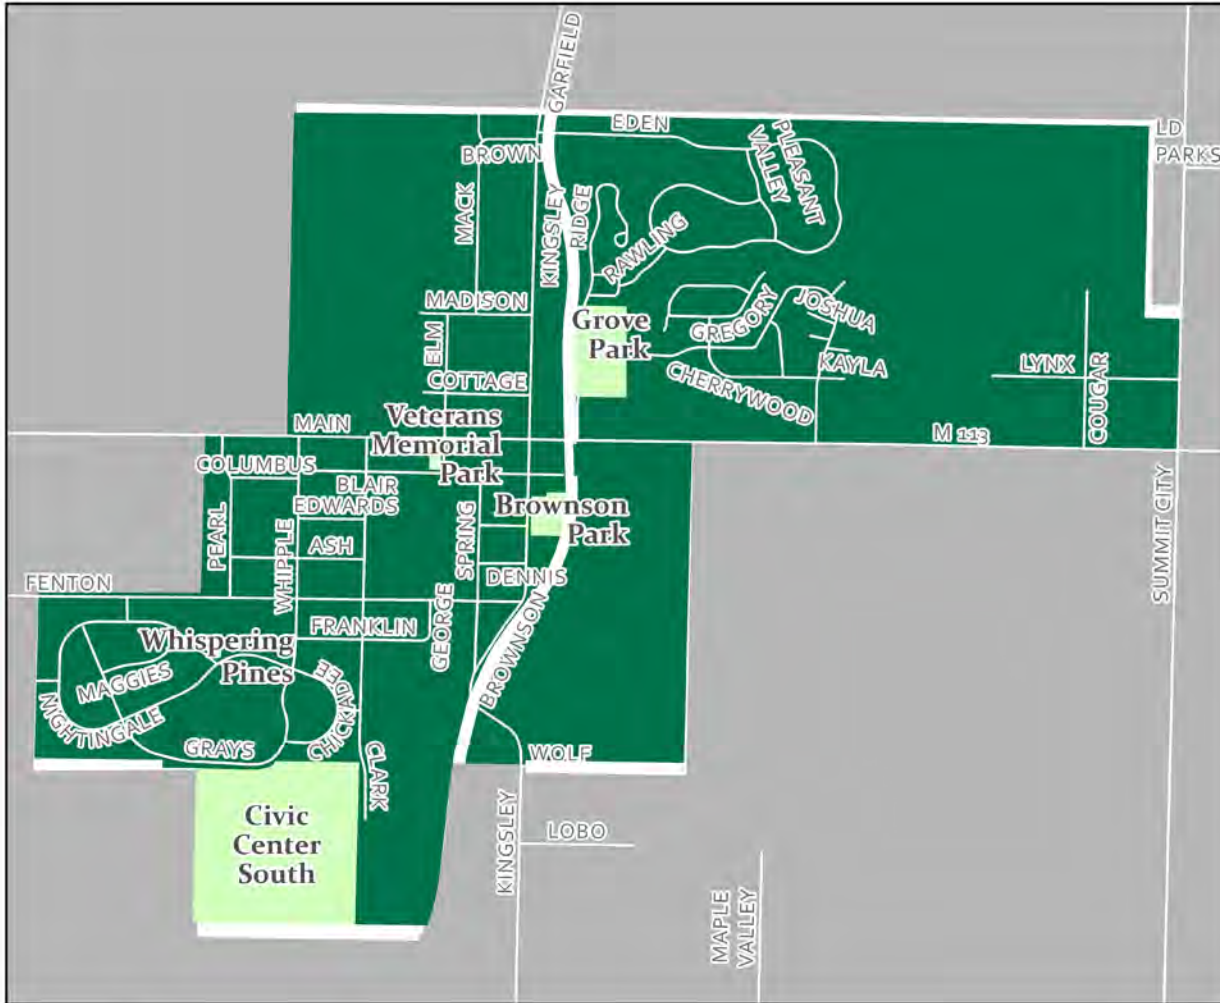 GARFIELD
EDEN
PLEASANT
VALLEY
LD
PARKS
BROWN
MACK
KINGSLEY
RIDGE
RAWLING
MADISON
Grove
Park
GREGORY
JOSHUA
ELM
KAYLA
LYNX
COUGAR
COTTAGE
CHERRYWOOD
MAIN
Veterans
Memorial
Park
M 113
COLUMBUS
BLAIR
EDWARDS
Brownson
Park
PEARL
WHIPPLE
ASH
SPRING
SUMMIT CITY
FENTON
DENNIS
FRANKLIN
GEORGE
BROWNSON
Whispering
Pines
MAGGIES
CHICKADEE
NIGHTINGALE
GRAYS
CLARK
WOLF
Civic
Center
South
KINGSLEY
LOBO
MAPLE
VALLEY